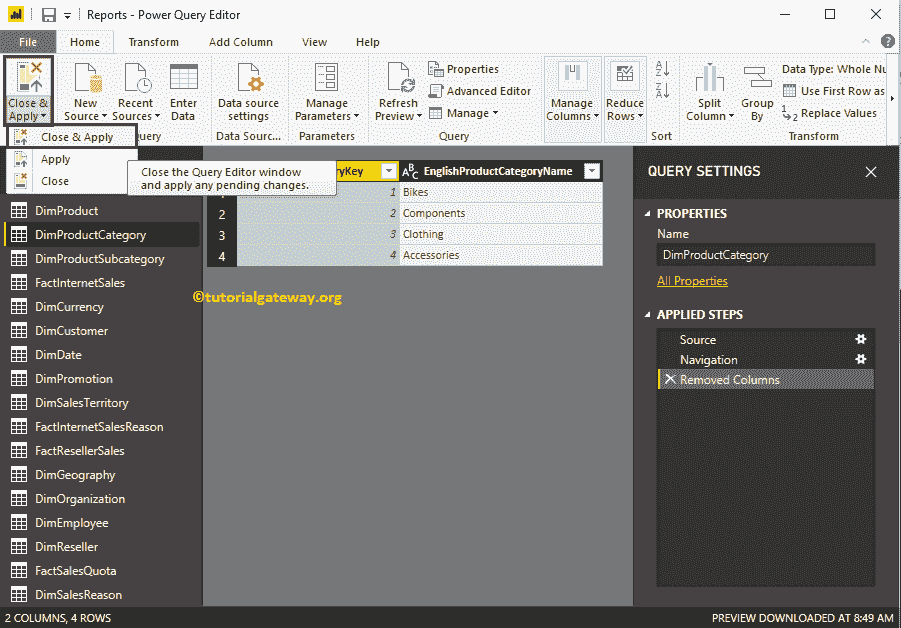 Reports - Power Query Editor
File Home Transform Add Column View Help
Close & Apply
New Source
Recent Sources
Enter Data
Data source settings
Manage Parameters
Refresh Preview
Properties
Advanced Editor
Manage
Manage Columns
Reduce Rows
Split Column
Group By
Data Type: Whole Nu
Use First Row as
Replace Values
Query Data Sourc... Parameters Query Sort Transform
Close & Apply
Apply
Close
Close the Query Editor window
and apply any pending changes.
ryKey EnglishProductCategoryName
1 Bikes
2 2 Components
3 3 Clothing
4 4 Accessories
©tutorialgateway.org
DimProduct
DimProductCategory
DimProductSubcategory
FactInternetSales
DimCurrency
DimCustomer
DimDate
DimPromotion
DimSalesTerritory
FactInternetSalesReason
FactResellerSales
DimGeography
DimOrganization
DimEmployee
DimReseller
FactSalesQuota
DimSalesReason
QUERY SETTINGS
PROPERTIES
Name
DimProductCategory
All Properties
APPLIED STEPS
Source
Navigation
Removed Columns
2 COLUMNS, 4 ROWS
PREVIEW DOWNLOADED AT 8:49 AM